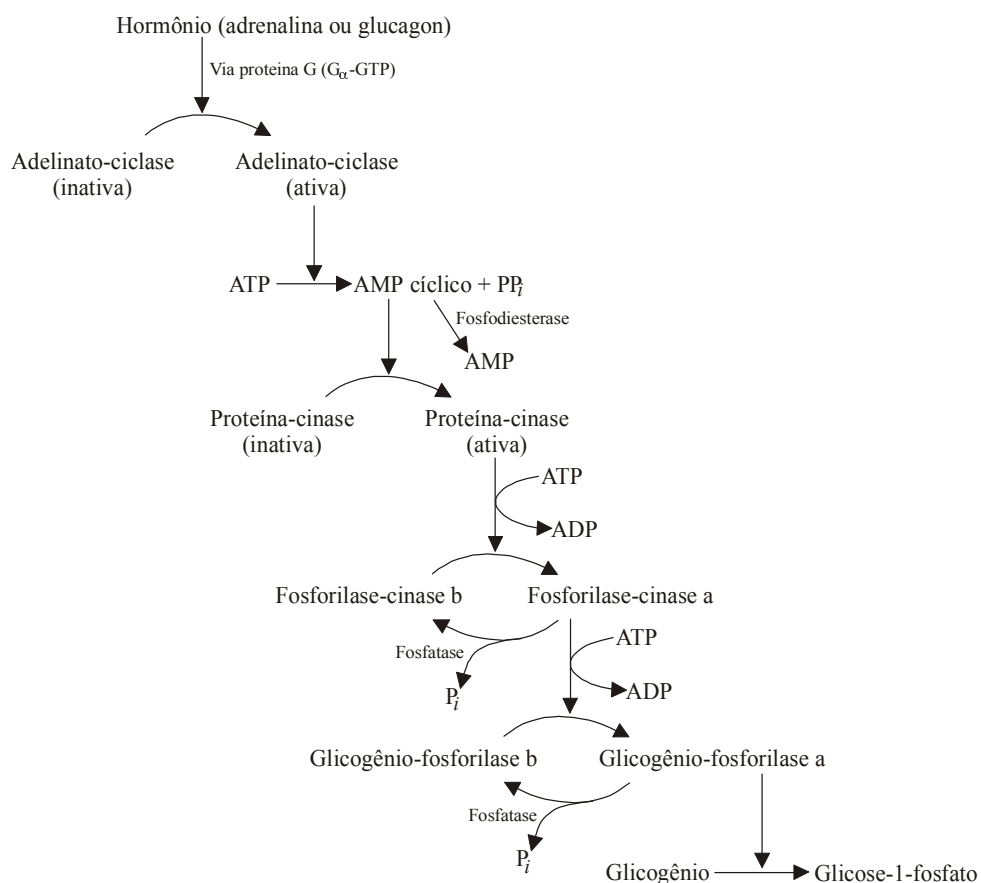 Hormônio (adrenalina ou glucagon)
Via proteina G (Gα-GTP)
Adelinato-ciclase
(inativa)
Adelinato-ciclase
(ativa)
ATP
AMP cíclico + PPi
Fosfodiesterase
AMP
Proteína-cinase
(inativa)
Proteína-cinase
(ativa)
ATP
ADP
Fosforilase-cinase b
Fosforilase-cinase a
Fosfatase
Pi
ATP
ADP
Glicogênio-fosforilase b
Glicogênio-fosforilase a
Fosfatase
Pi
Glicogênio
Glicose-1-fosfato